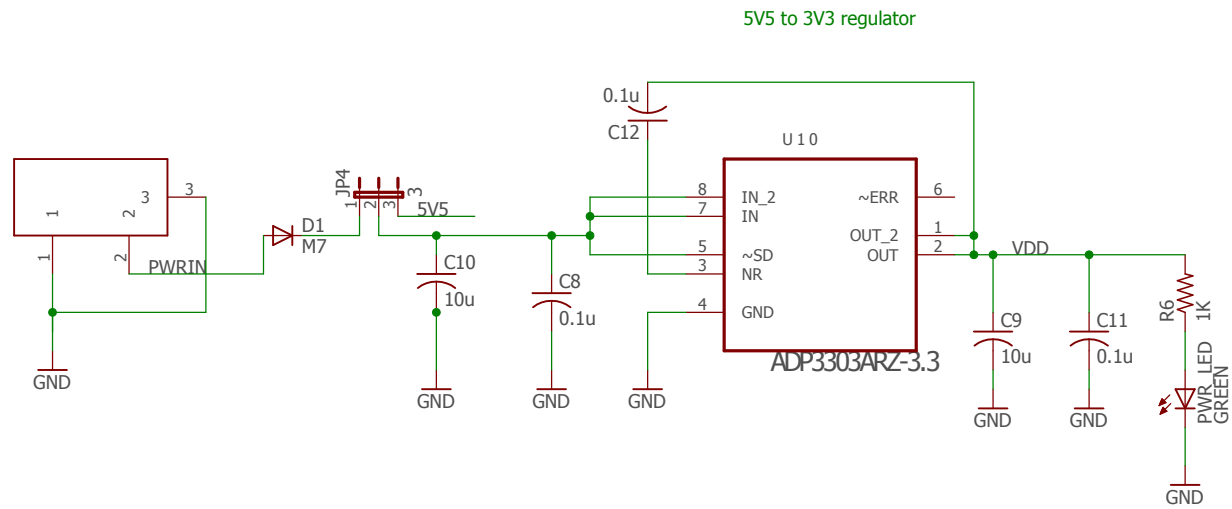 5V5 to 3V3 regulator
0.1u
C12
U10
1
2
3
3
1
2
PWRIN
GND
D1
M7
JP4
1
2
3
3
5V5
C10
10u
GND
C8
0.1u
GND
8
7
5
3
4
IN_2
IN
~SD
NR
GND
~ERR
OUT_2
OUT
6
1
2
ADP3303ARZ-3.3
GND
VDD
C9
10u
GND
C11
0.1u
GND
R6
1K
PWR_LED
GREEN
GND